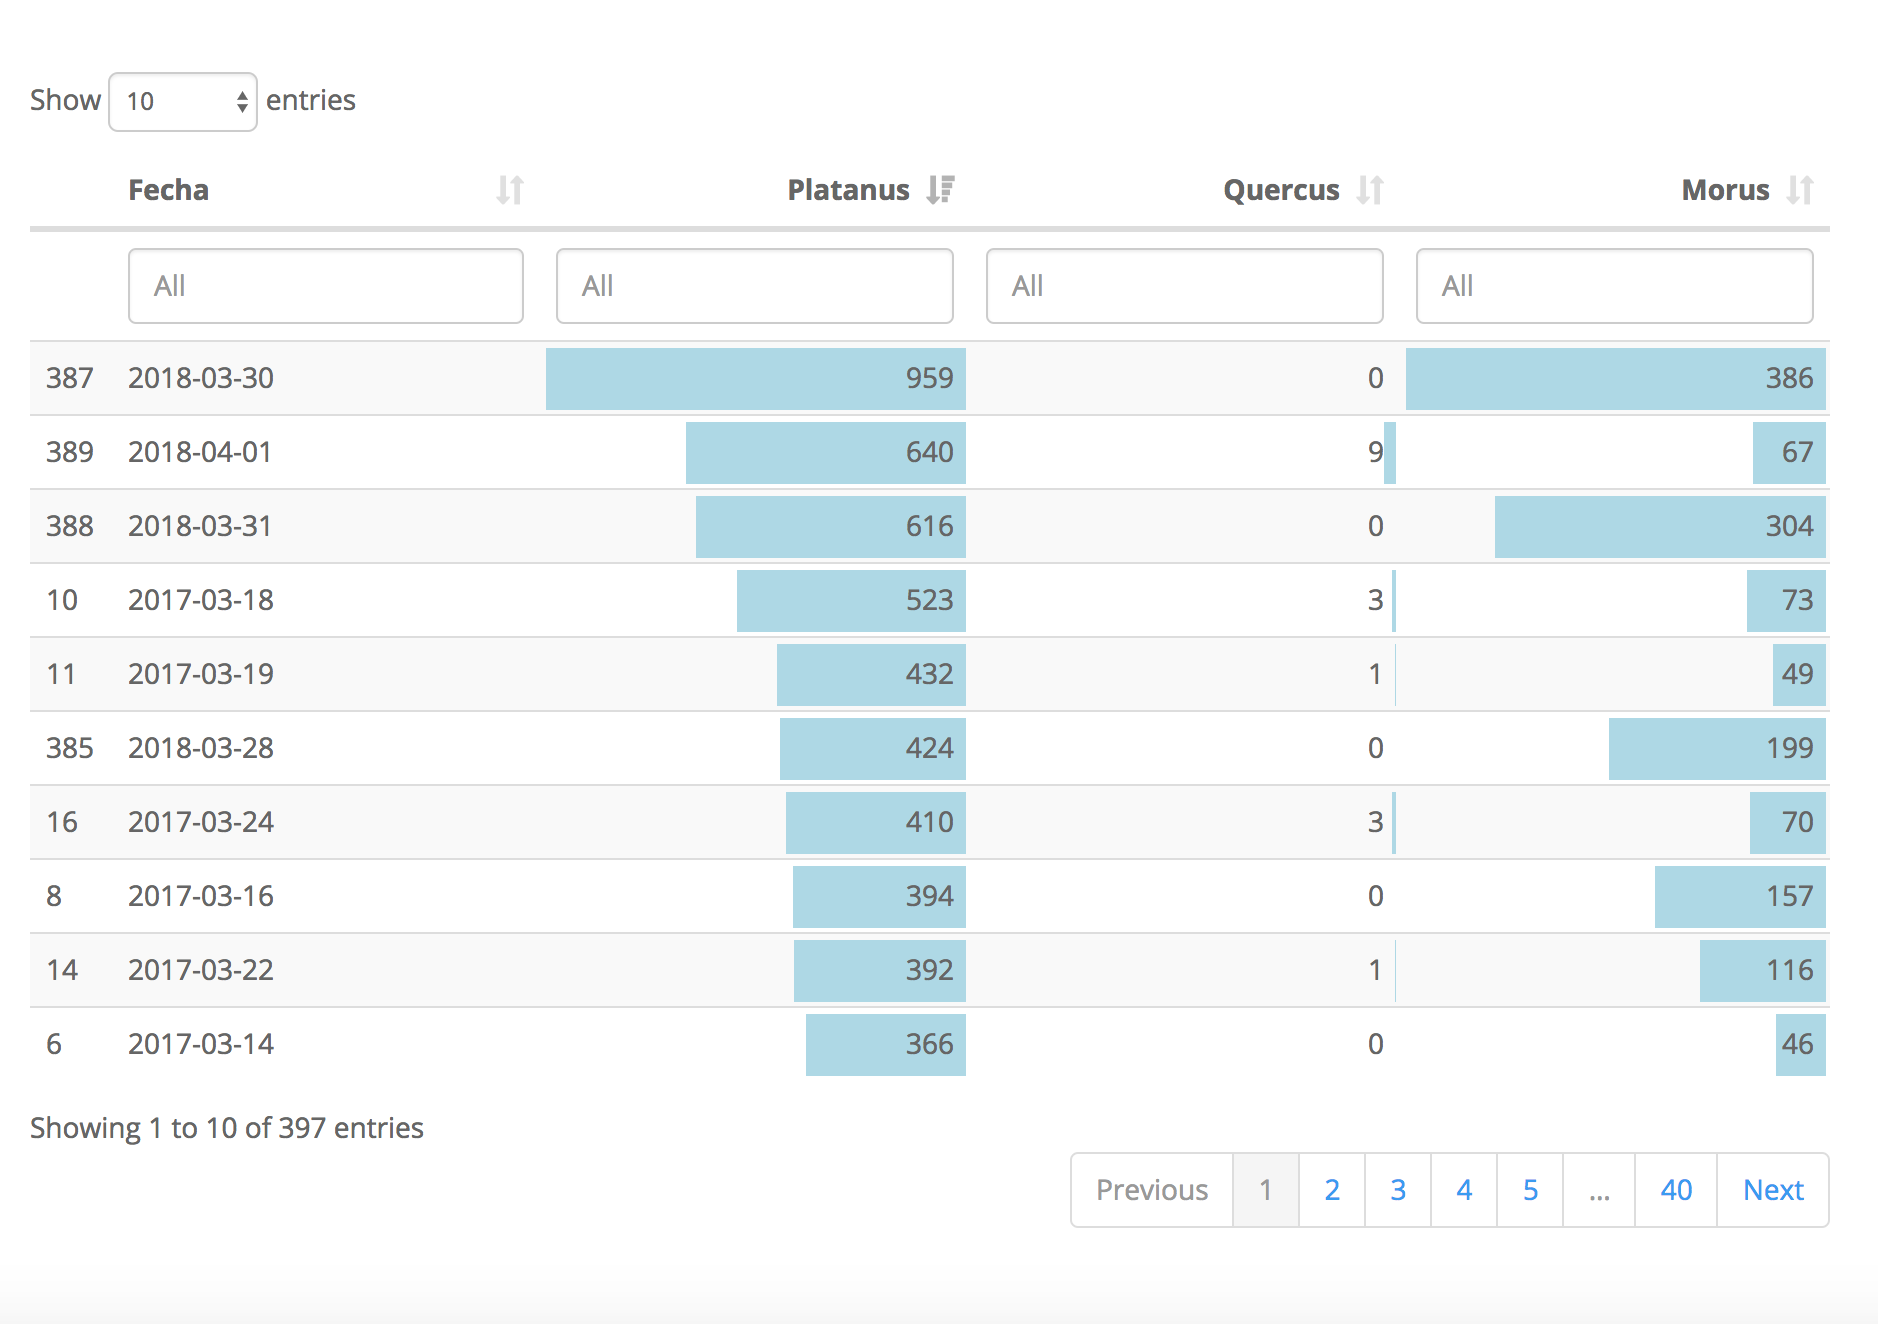 Show 10 entries
Fecha Platanus Quercus Morus
All All All All
387 2018-03-30 959 0 386
389 2018-04-01 640 9 67
388 2018-03-31 616 0 304
10 2017-03-18 523 3 73
11 2017-03-19 432 1 49
385 2018-03-28 424 0 199
16 2017-03-24 410 3 70
8 2017-03-16 394 0 157
14 2017-03-22 392 1 116
6 2017-03-14 366 0 46
Showing 1 to 10 of 397 entries
Previous 1 2 3 4 5 ... 40 Next